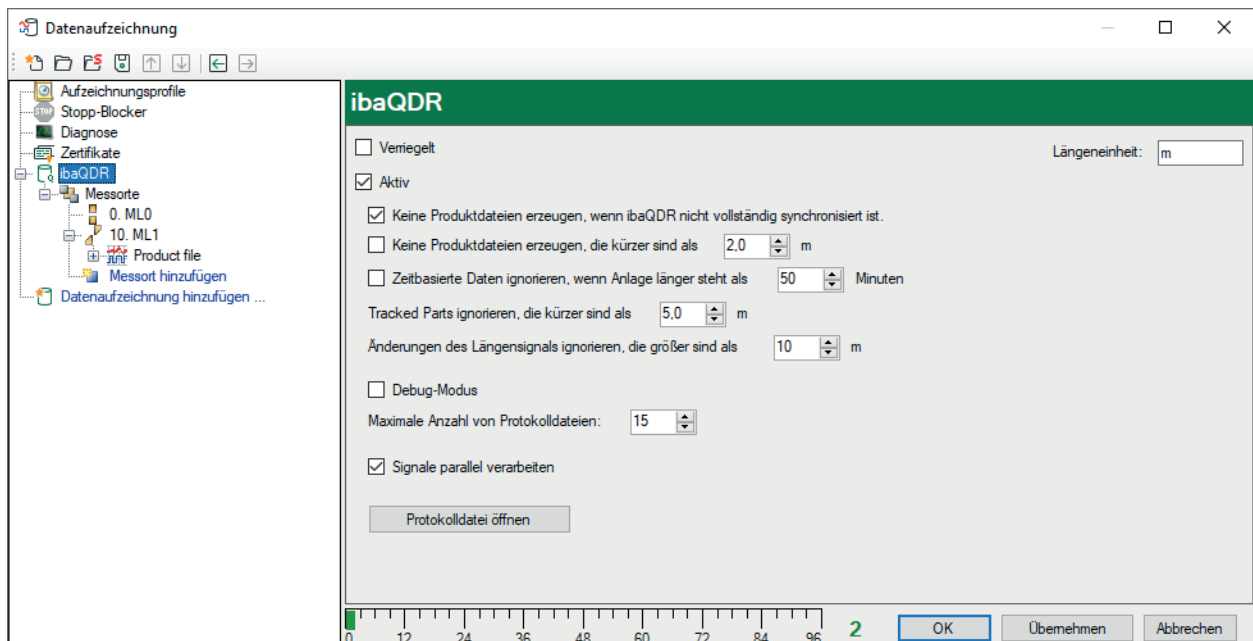 Datenaufzeichnung
Aufzeichnungsprofile
STOP Stopp-Blocker
Diagnose
Zertifikate
ibaQDR
Messorte
0. ML0
10. ML1
Product file
Messort hinzufügen
Datenaufzeichnung hinzufügen ...
ibaQDR
Verriegelt
Längeneinheit: m
Aktiv
Keine Produktdateien erzeugen, wenn ibaQDR nicht vollständig synchronisiert ist.
Keine Produktdateien erzeugen, die kürzer sind als 2,0 m
Zeitbasierte Daten ignorieren, wenn Anlage länger steht als 50 Minuten
Tracked Parts ignorieren, die kürzer sind als 5,0 m
Änderungen des Längensignals ignorieren, die größer sind als 10 m
Debug-Modus
Maximale Anzahl von Protokolldateien: 15
Signale parallel verarbeiten
Protokolldatei öffnen
0 12 24 36 48 60 72 84 96 2 OK Übernehmen Abbrechen